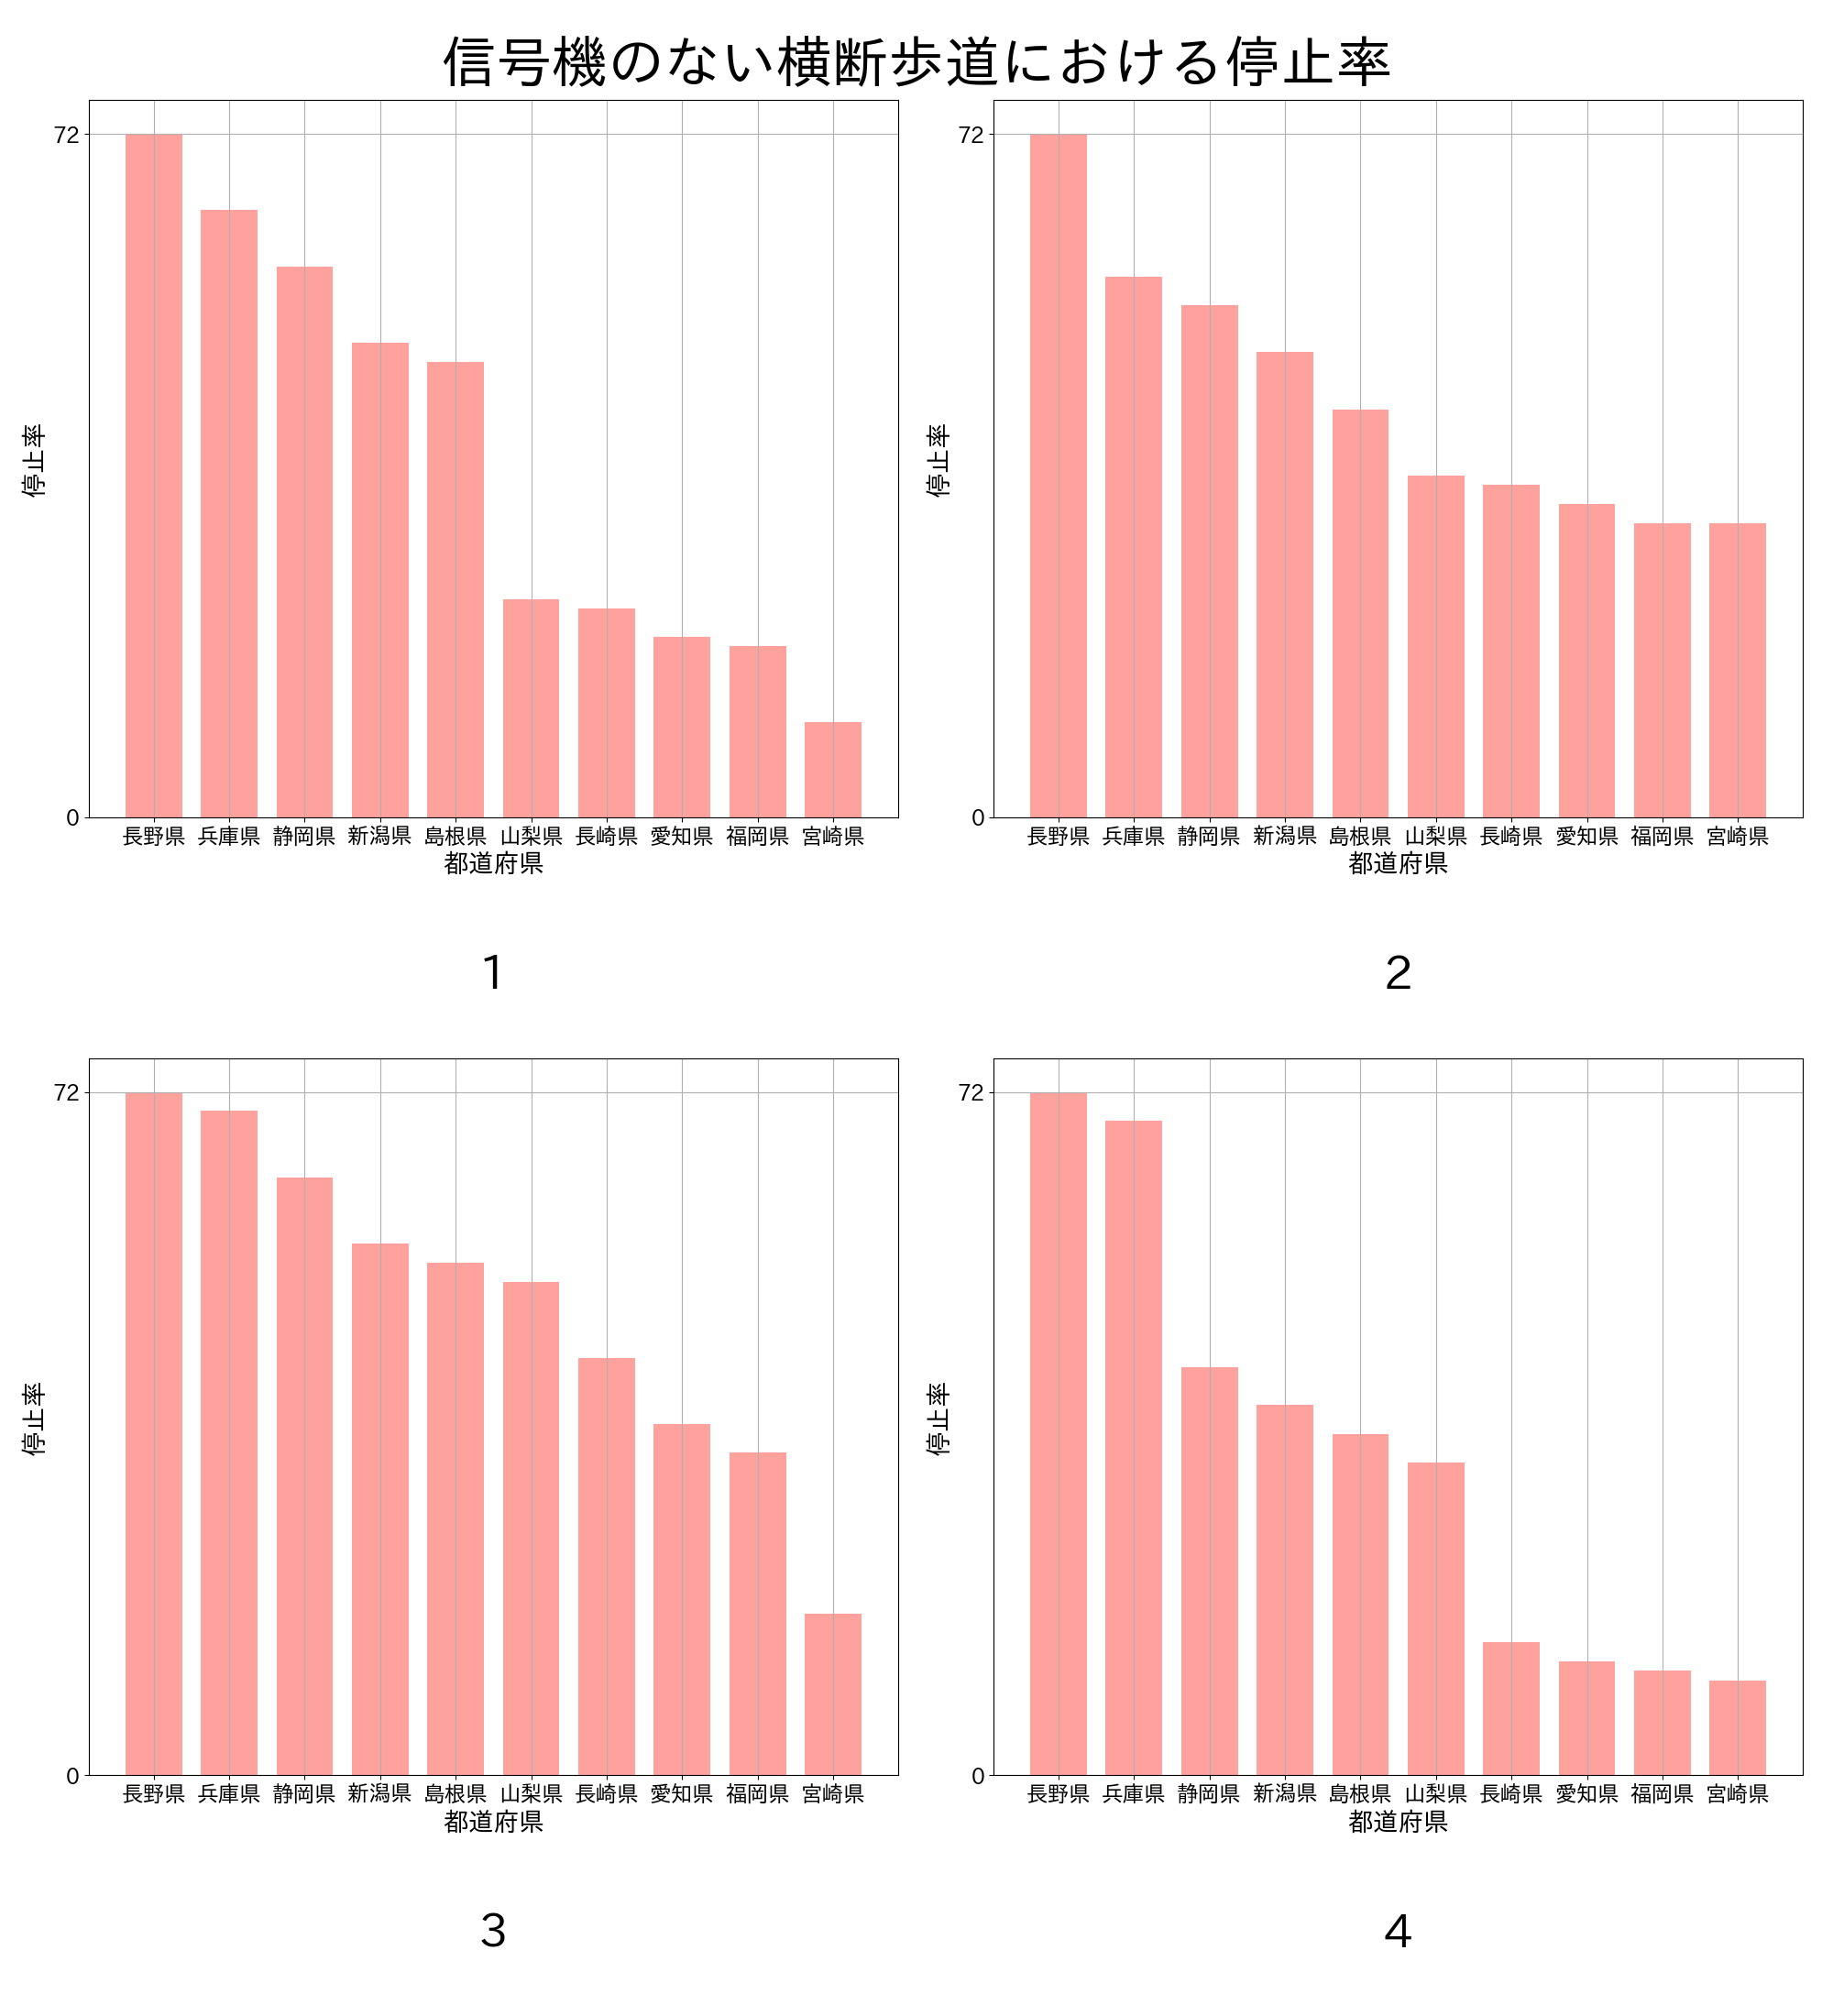 信号機のない横断歩道における停止率
72
0
停止率
長野県 兵庫県 静岡県 新潟県 島根県 山梨県 長崎県 愛知県 福岡県 宮崎県
都道府県
1
72
0
停止率
長野県 兵庫県 静岡県 新潟県 島根県 山梨県 長崎県 愛知県 福岡県 宮崎県
都道府県
2
72
0
停止率
長野県 兵庫県 静岡県 新潟県 島根県 山梨県 長崎県 愛知県 福岡県 宮崎県
都道府県
3
72
0
停止率
長野県 兵庫県 静岡県 新潟県 島根県 山梨県 長崎県 愛知県 福岡県 宮崎県
都道府県
4